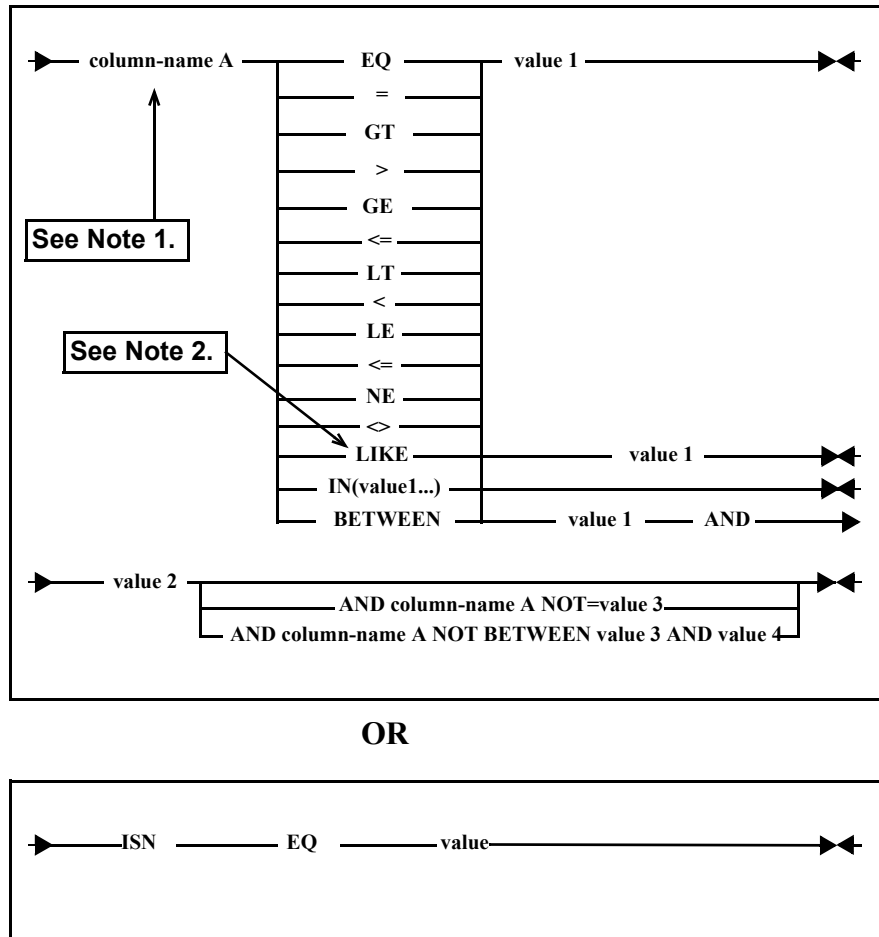 column-name A EQ value 1
=
GT
>
See Note 1.
GE
<=
LT
<
See Note 2.
LE
<=
NE
<>
LIKE value 1
IN(value1...)
BETWEEN value 1 AND
value 2
AND column-name A NOT=value 3
AND column-name A NOT BETWEEN value 3 AND value 4
OR
ISN EQ value